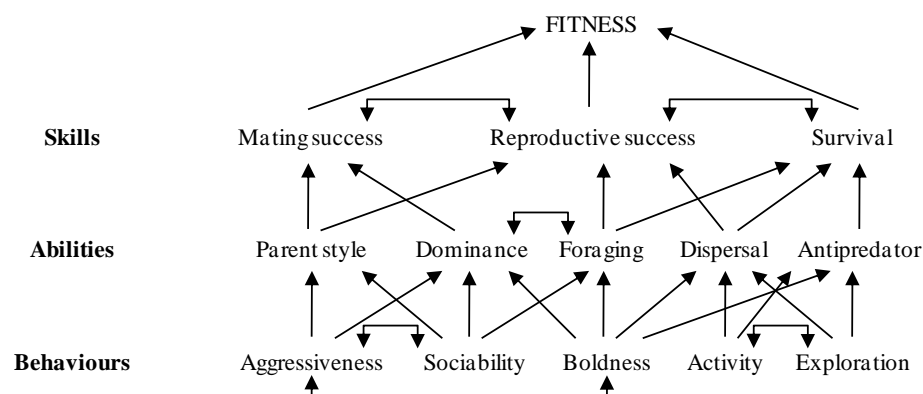 FITNESS
Skills Mating success Reproductive success Survival
Abilities Parent style Dominance Foraging Dispersal Antipredator
Behaviours Aggressiveness Sociability Boldness Activity Exploration